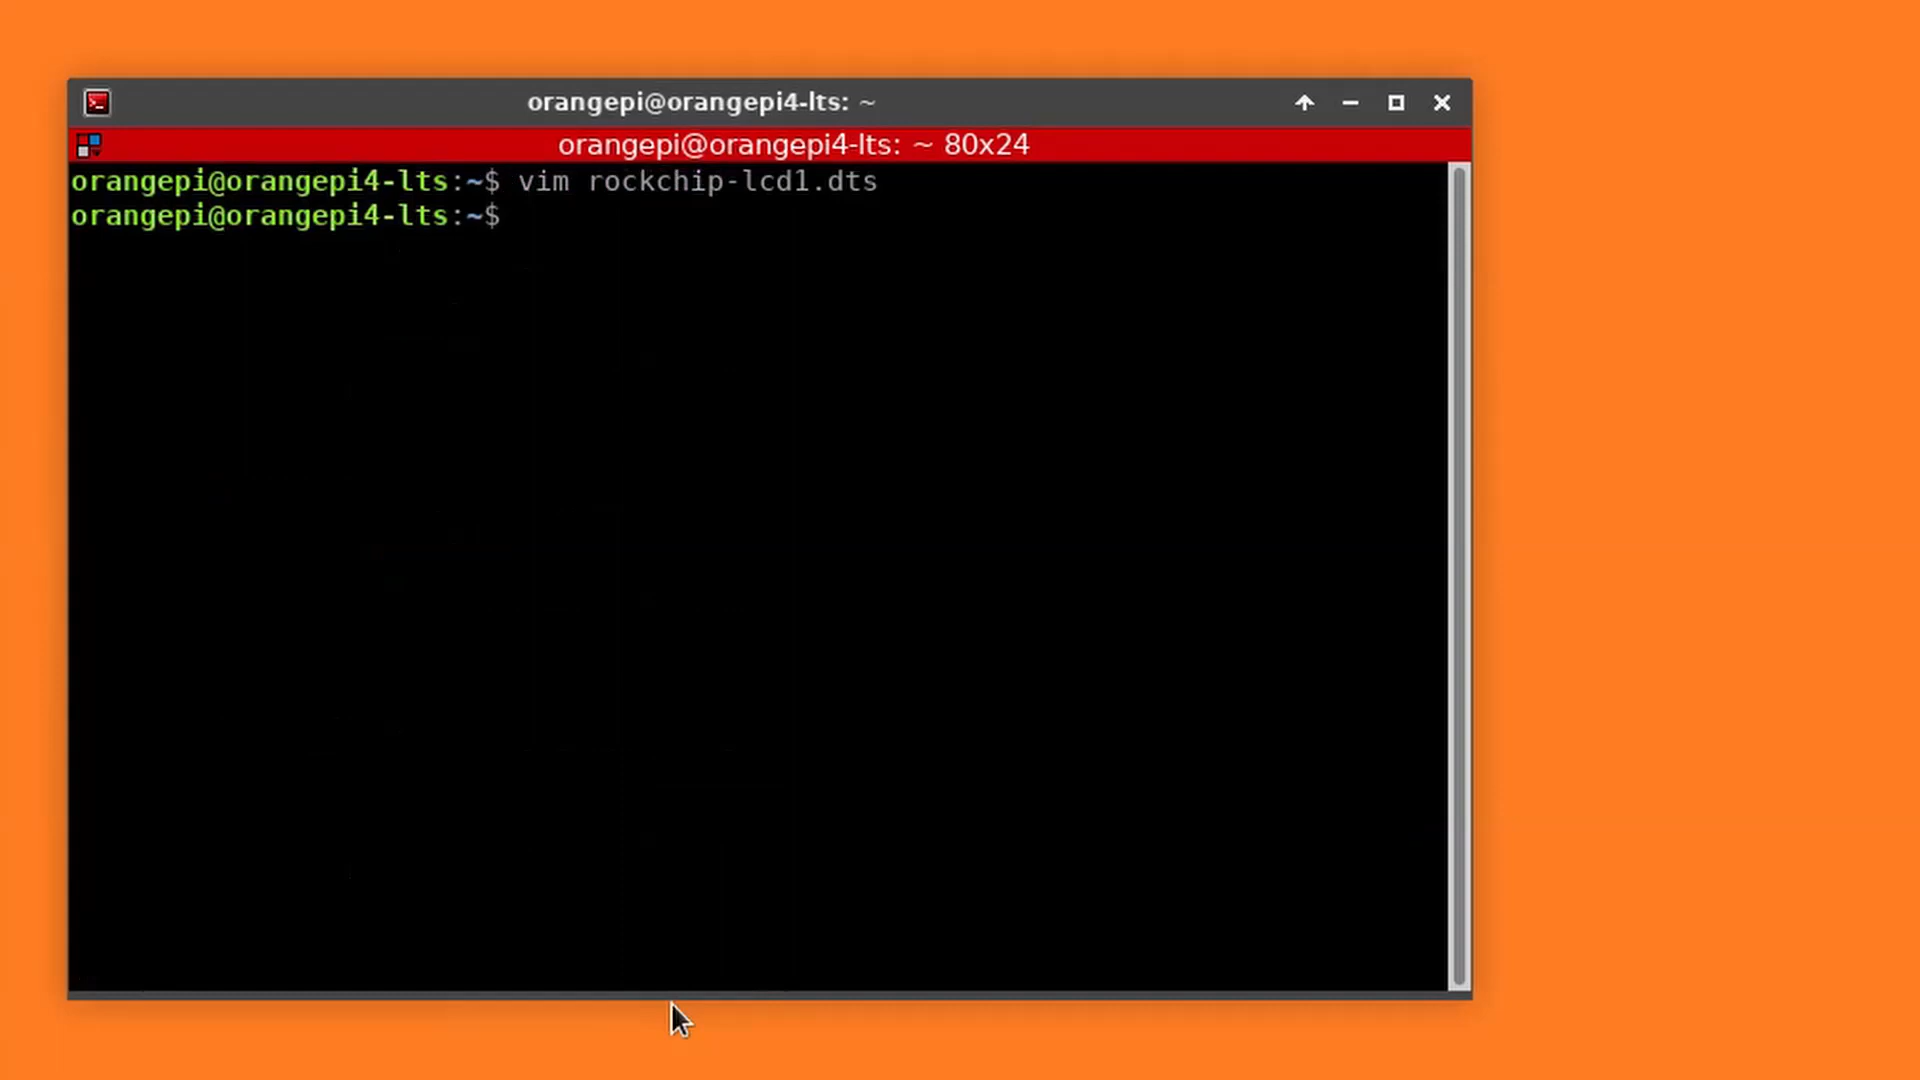 orangepi@orangepi4-lts: ~
orangepi@orangepi4-lts: ~ 80x24
orangepi@orangepi4-lts:~$ vim rockchip-lcd1.dts
orangepi@orangepi4-lts:~$